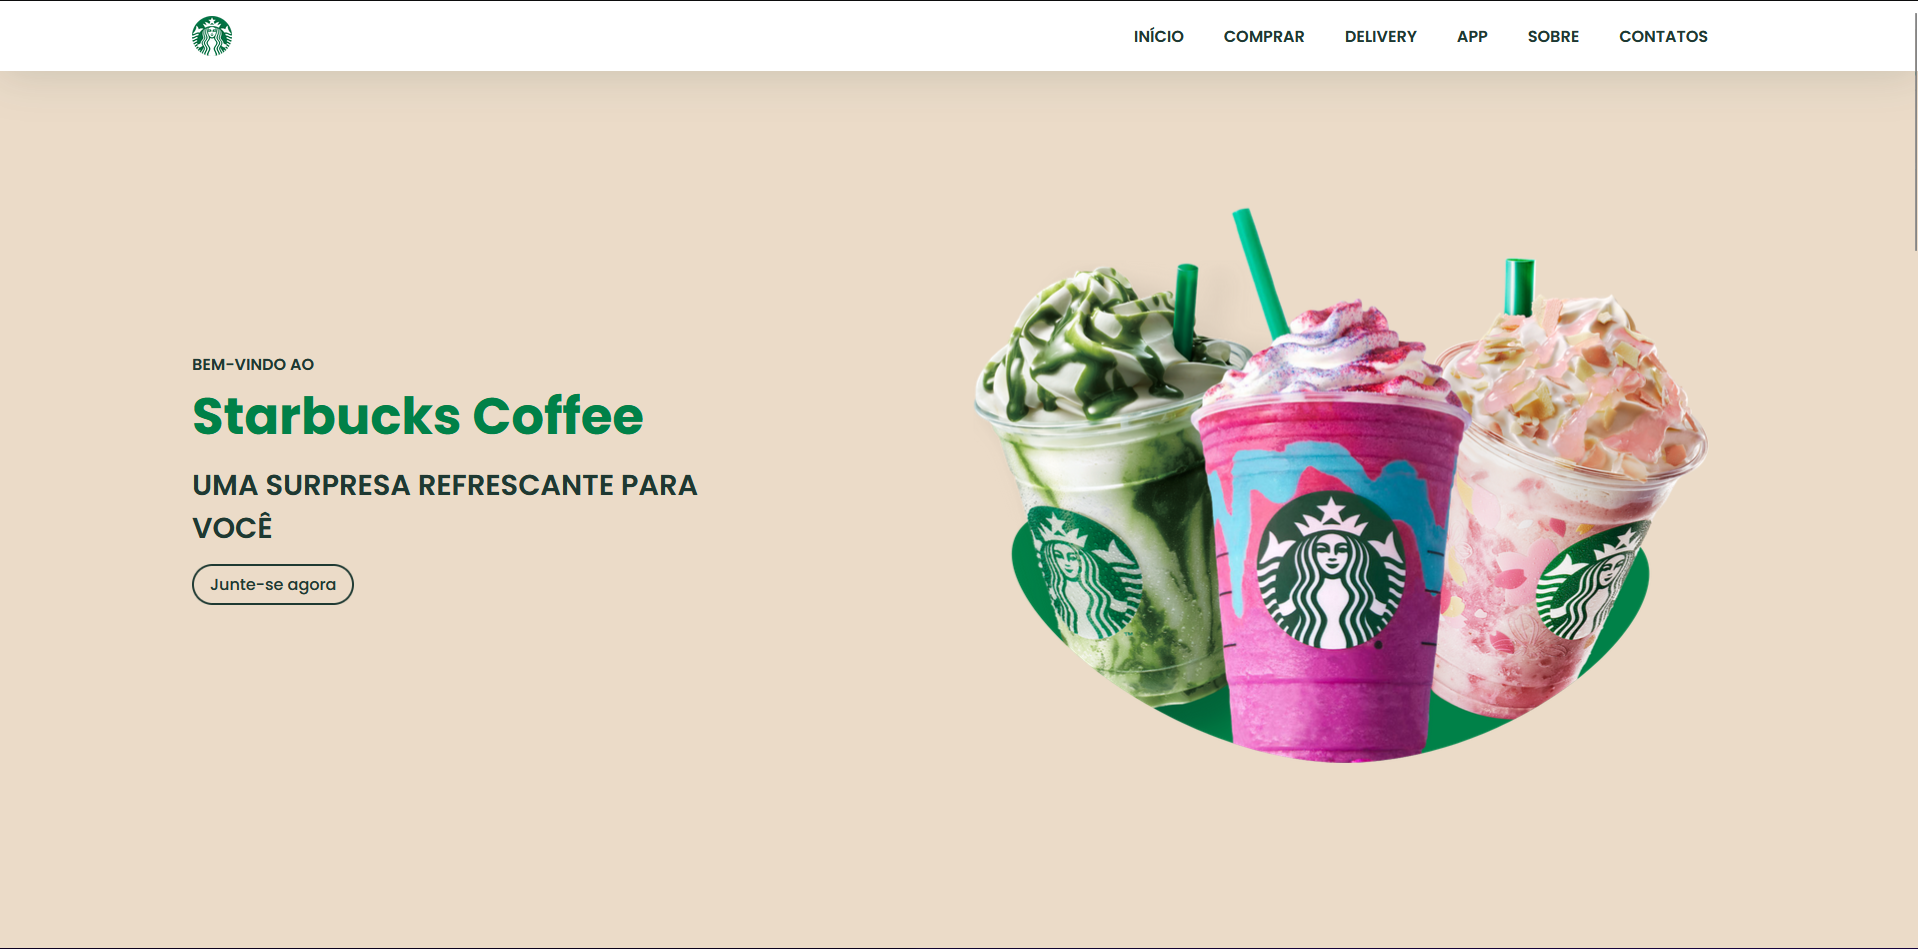 INÍCIO COMPRAR DELIVERY APP SOBRE CONTATOS
BEM-VINDO AO
Starbucks Coffee
UMA SURPRESA REFRESCANTE PARA
VOCÊ
Junte-se agora